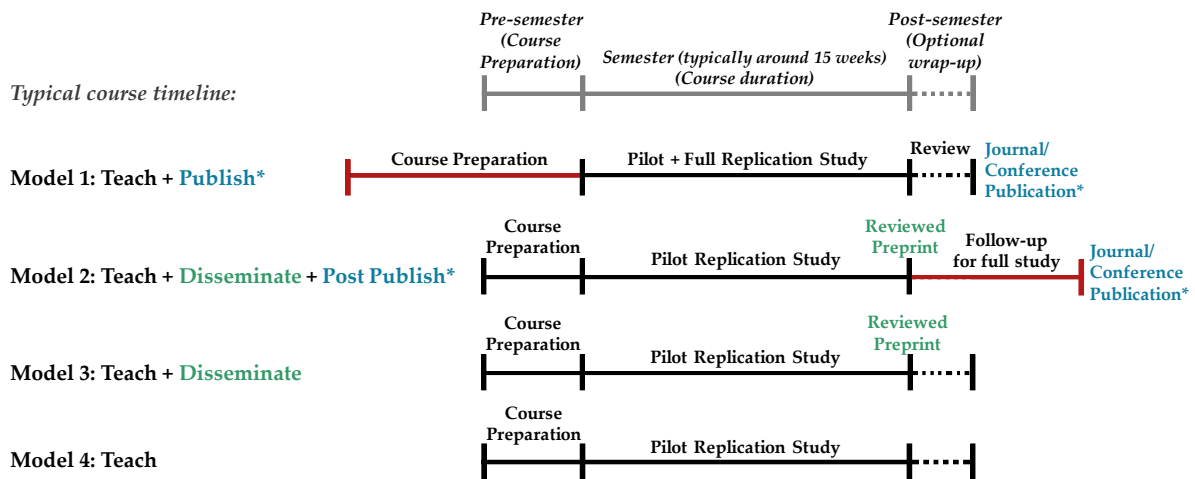 Pre-semester
(Course
Preparation)
Semester (typically around 15 weeks)
(Course duration)
Post-semester
(Optional
wrap-up)
Typical course timeline:
Model 1: Teach + Publish*
Course Preparation
Pilot + Full Replication Study
Review
Journal/
Conference
Publication*
Model 2: Teach + Disseminate + Post Publish*
Course
Preparation
Pilot Replication Study
Reviewed
Preprint
Follow-up
for full study
Journal/
Conference
Publication*
Model 3: Teach + Disseminate
Course
Preparation
Pilot Replication Study
Reviewed
Preprint
Model 4: Teach
Course
Preparation
Pilot Replication Study